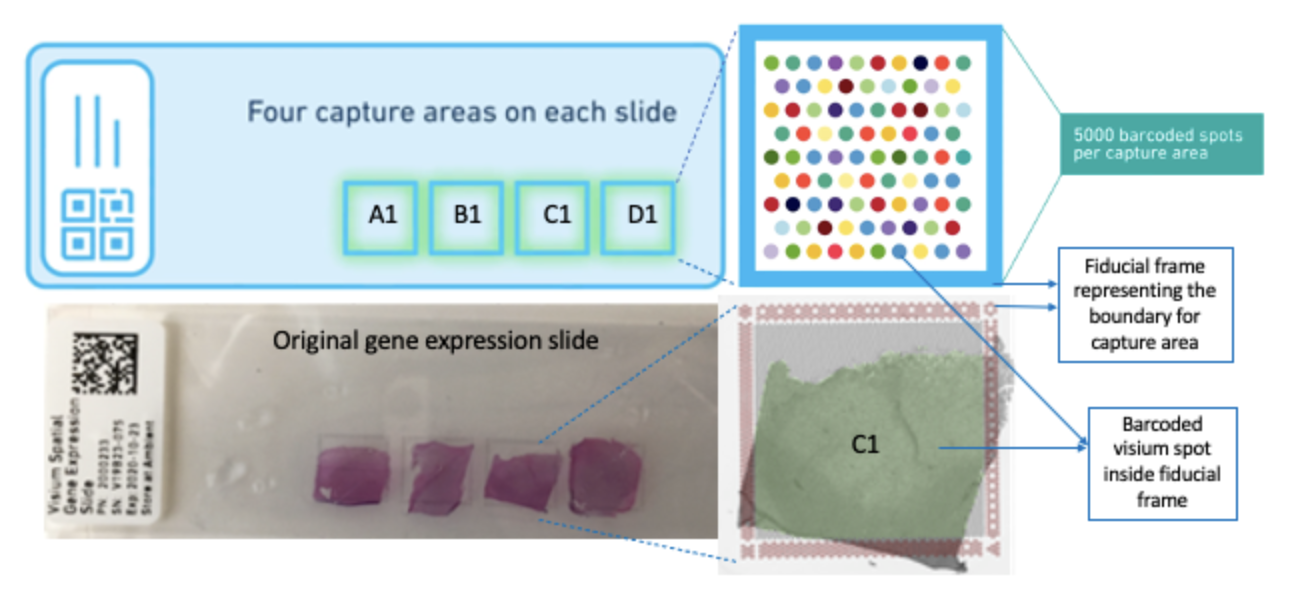 Four capture areas on each slide
A1
B1
C1
D1
5000 barcoded spots
per capture area
Fiducial frame
representing the
boundary for
capture area
Original gene expression slide
Visium Spatial
Gene Expression
Slide
PN 2000233
SN V19B23-075
Exp 2020-10-23
Store at Ambient
C1
Barcoded
visium spot
inside fiducial
frame